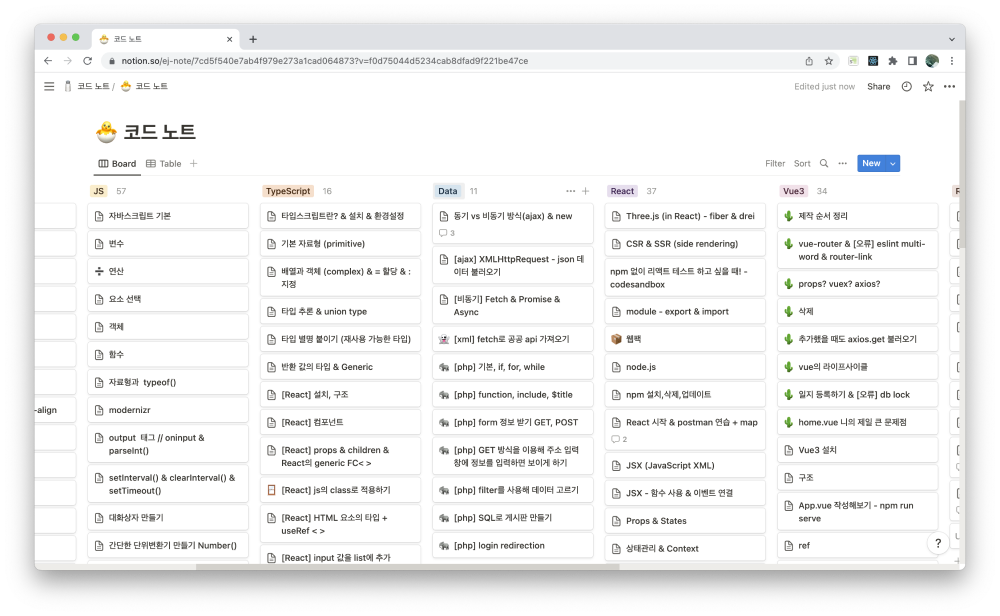 코드 노트
notion.so/ej-note/7cd5f540e7ab4f979e273a1cad064873?v=f0d75044d5234cab8dfad9f221be47ce
코드 노트 / 코드 노트
Edited just now Share
코드 노트
Board Table
Filter Sort New
-align
JS 57
자바스크립트 기본
변수
연산
요소 선택
객체
함수
자료형과 typeof()
modernizr
output 태그 // oninput &
parseInt()
setInterval() & clearInterval() &
setTimeout()
대화상자 만들기
간단한 단위변환기 만들기 Number()
TypeScript 16
타입스크립트란? & 설치 & 환경설정
기본 자료형 (primitive)
배열과 객체 (complex) & = 할당 & :
지정
타입 추론 & union type
타입 별명 붙이기 (재사용 가능한 타입)
반환 값의 타입 & Generic
[React] 설치, 구조
[React] 컴포넌트
[React] props & children &
React의 generic FC< >
[React] js의 class로 적용하기
[React] HTML 요소의 타입 +
useRef < >
[React] input 값을 list에 추가
Data 11
동기 vs 비동기 방식(ajax) & new
3
[ajax] XMLHttpRequest - json 데
이터 불러오기
[비동기] Fetch & Promise &
Async
[xml] fetch로 공공 api 가져오기
[php] 기본, if, for, while
[php] function, include, $title
[php] form 정보 받기 GET, POST
[php] GET 방식을 이용해 주소 입력
창에 정보를 입력하면 보이게 하기
[php] filter를 사용해 데이터 고르기
[php] SQL로 게시판 만들기
[php] login redirection
React 37
Three.js (in React) - fiber & drei
CSR & SSR (side rendering)
npm 없이 리액트 테스트 하고 싶을 때! -
codesandbox
module - export & import
웹팩
node.js
npm 설치,삭제,업데이트
React 시작 & postman 연습 + map
2
JSX (JavaScript XML)
JSX - 함수 사용 & 이벤트 연결
Props & States
상태관리 & Context
Vue3 34
제작 순서 정리
vue-router & [오류] eslint multi-
word & router-link
props? vuex? axios?
삭제
추가했을 때도 axios.get 불러오기
vue의 라이프사이클
일지 등록하기 & [오류] db lock
home.vue 니의 제일 큰 문제점
Vue3 설치
구조
App.vue 작성해보기 - npm run
serve
ref
?